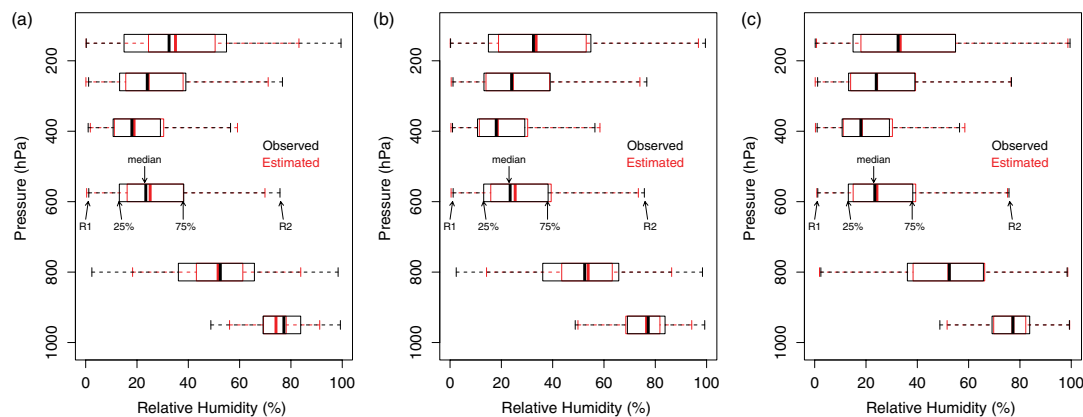 (a)
Pressure (hPa)
200
400
600
800
1000
Observed
Estimated
median
R1
25%
75%
R2
0
20
40
60
80
100
Relative Humidity (%)
(b)
Pressure (hPa)
200
400
600
800
1000
Observed
Estimated
median
R1
25%
75%
R2
0
20
40
60
80
100
Relative Humidity (%)
(c)
Pressure (hPa)
200
400
600
800
1000
Observed
Estimated
median
R1
25%
75%
R2
0
20
40
60
80
100
Relative Humidity (%)